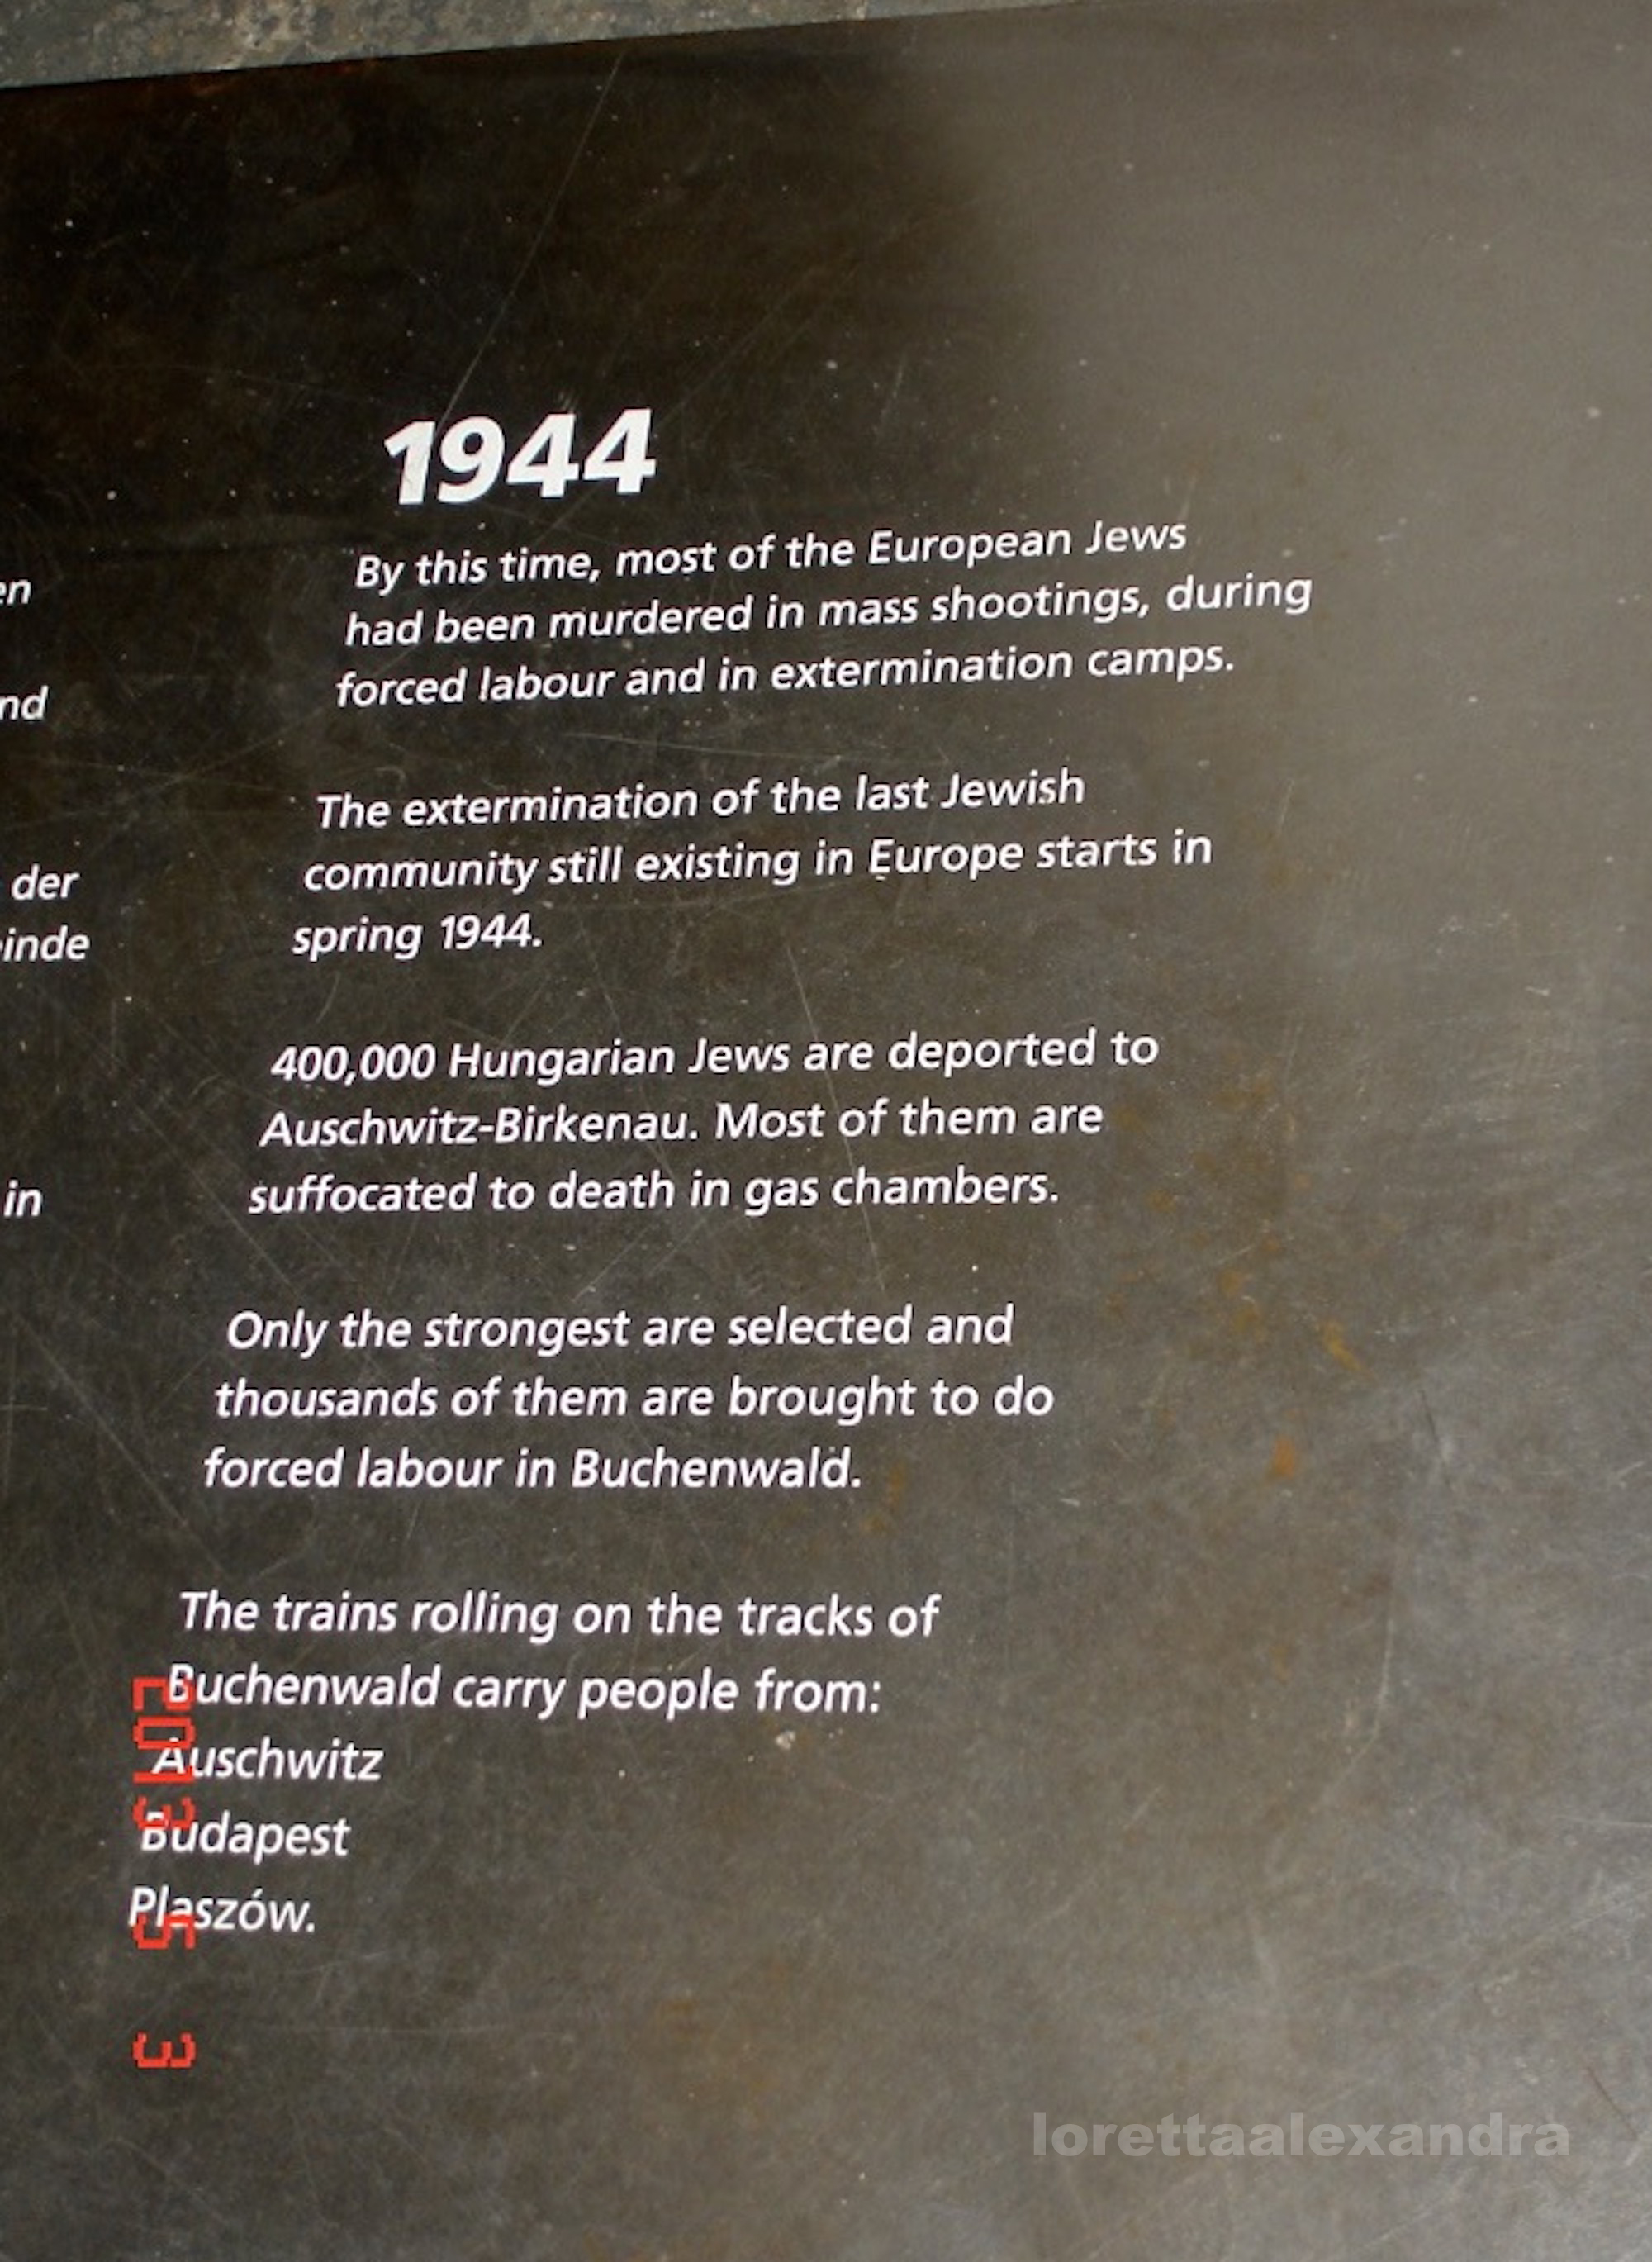 en
nd
der
einde
in
1944
By this time, most of the European Jews
had been murdered in mass shootings, during
forced labour and in extermination camps.
The extermination of the last Jewish
community still existing in Europe starts in
spring 1944.
400,000 Hungarian Jews are deported to
Auschwitz-Birkenau. Most of them are
suffocated to death in gas chambers.
Only the strongest are selected and
thousands of them are brought to do
forced labour in Buchenwald.
The trains rolling on the tracks of
Buchenwald carry people from:
Auschwitz
Budapest
Plaszów.
2013 5 3
lorettaalexandra